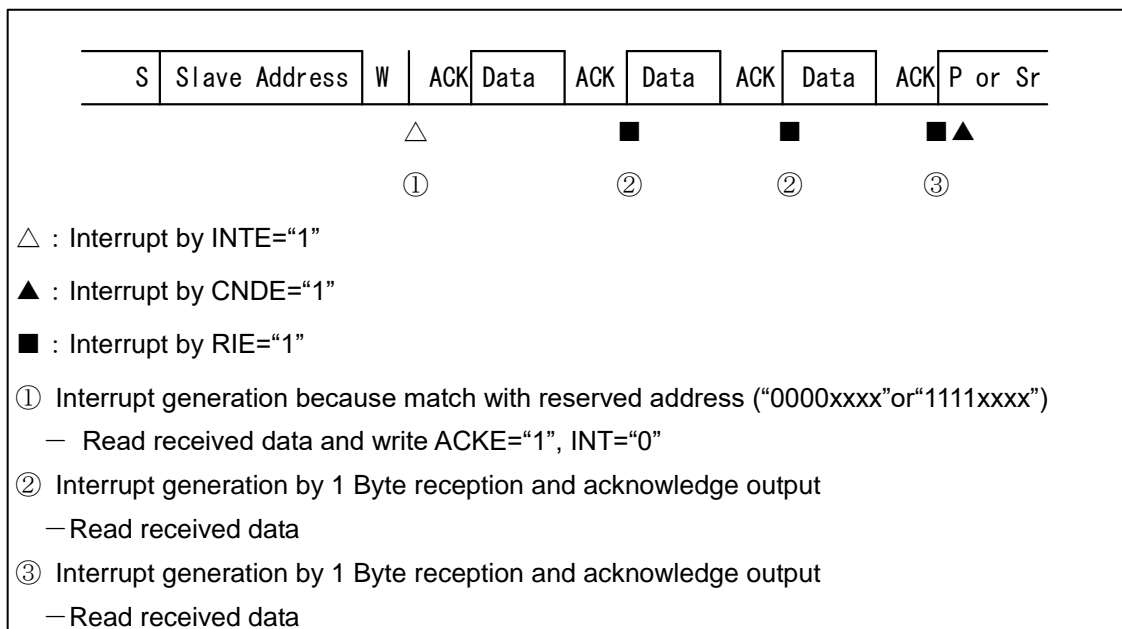 S Slave Address W ACK Data ACK Data ACK Data ACK P or Sr
△ ■ ■ ■▲
① ② ② ③
△ : Interrupt by INTE=“1”
▲ : Interrupt by CNDE=“1”
■ : Interrupt by RIE=“1”
① Interrupt generation because match with reserved address (“0000xxxx”or“1111xxxx”)
－ Read received data and write ACKE=“1”, INT=“0”
② Interrupt generation by 1 Byte reception and acknowledge output
－Read received data
③ Interrupt generation by 1 Byte reception and acknowledge output
－Read received data